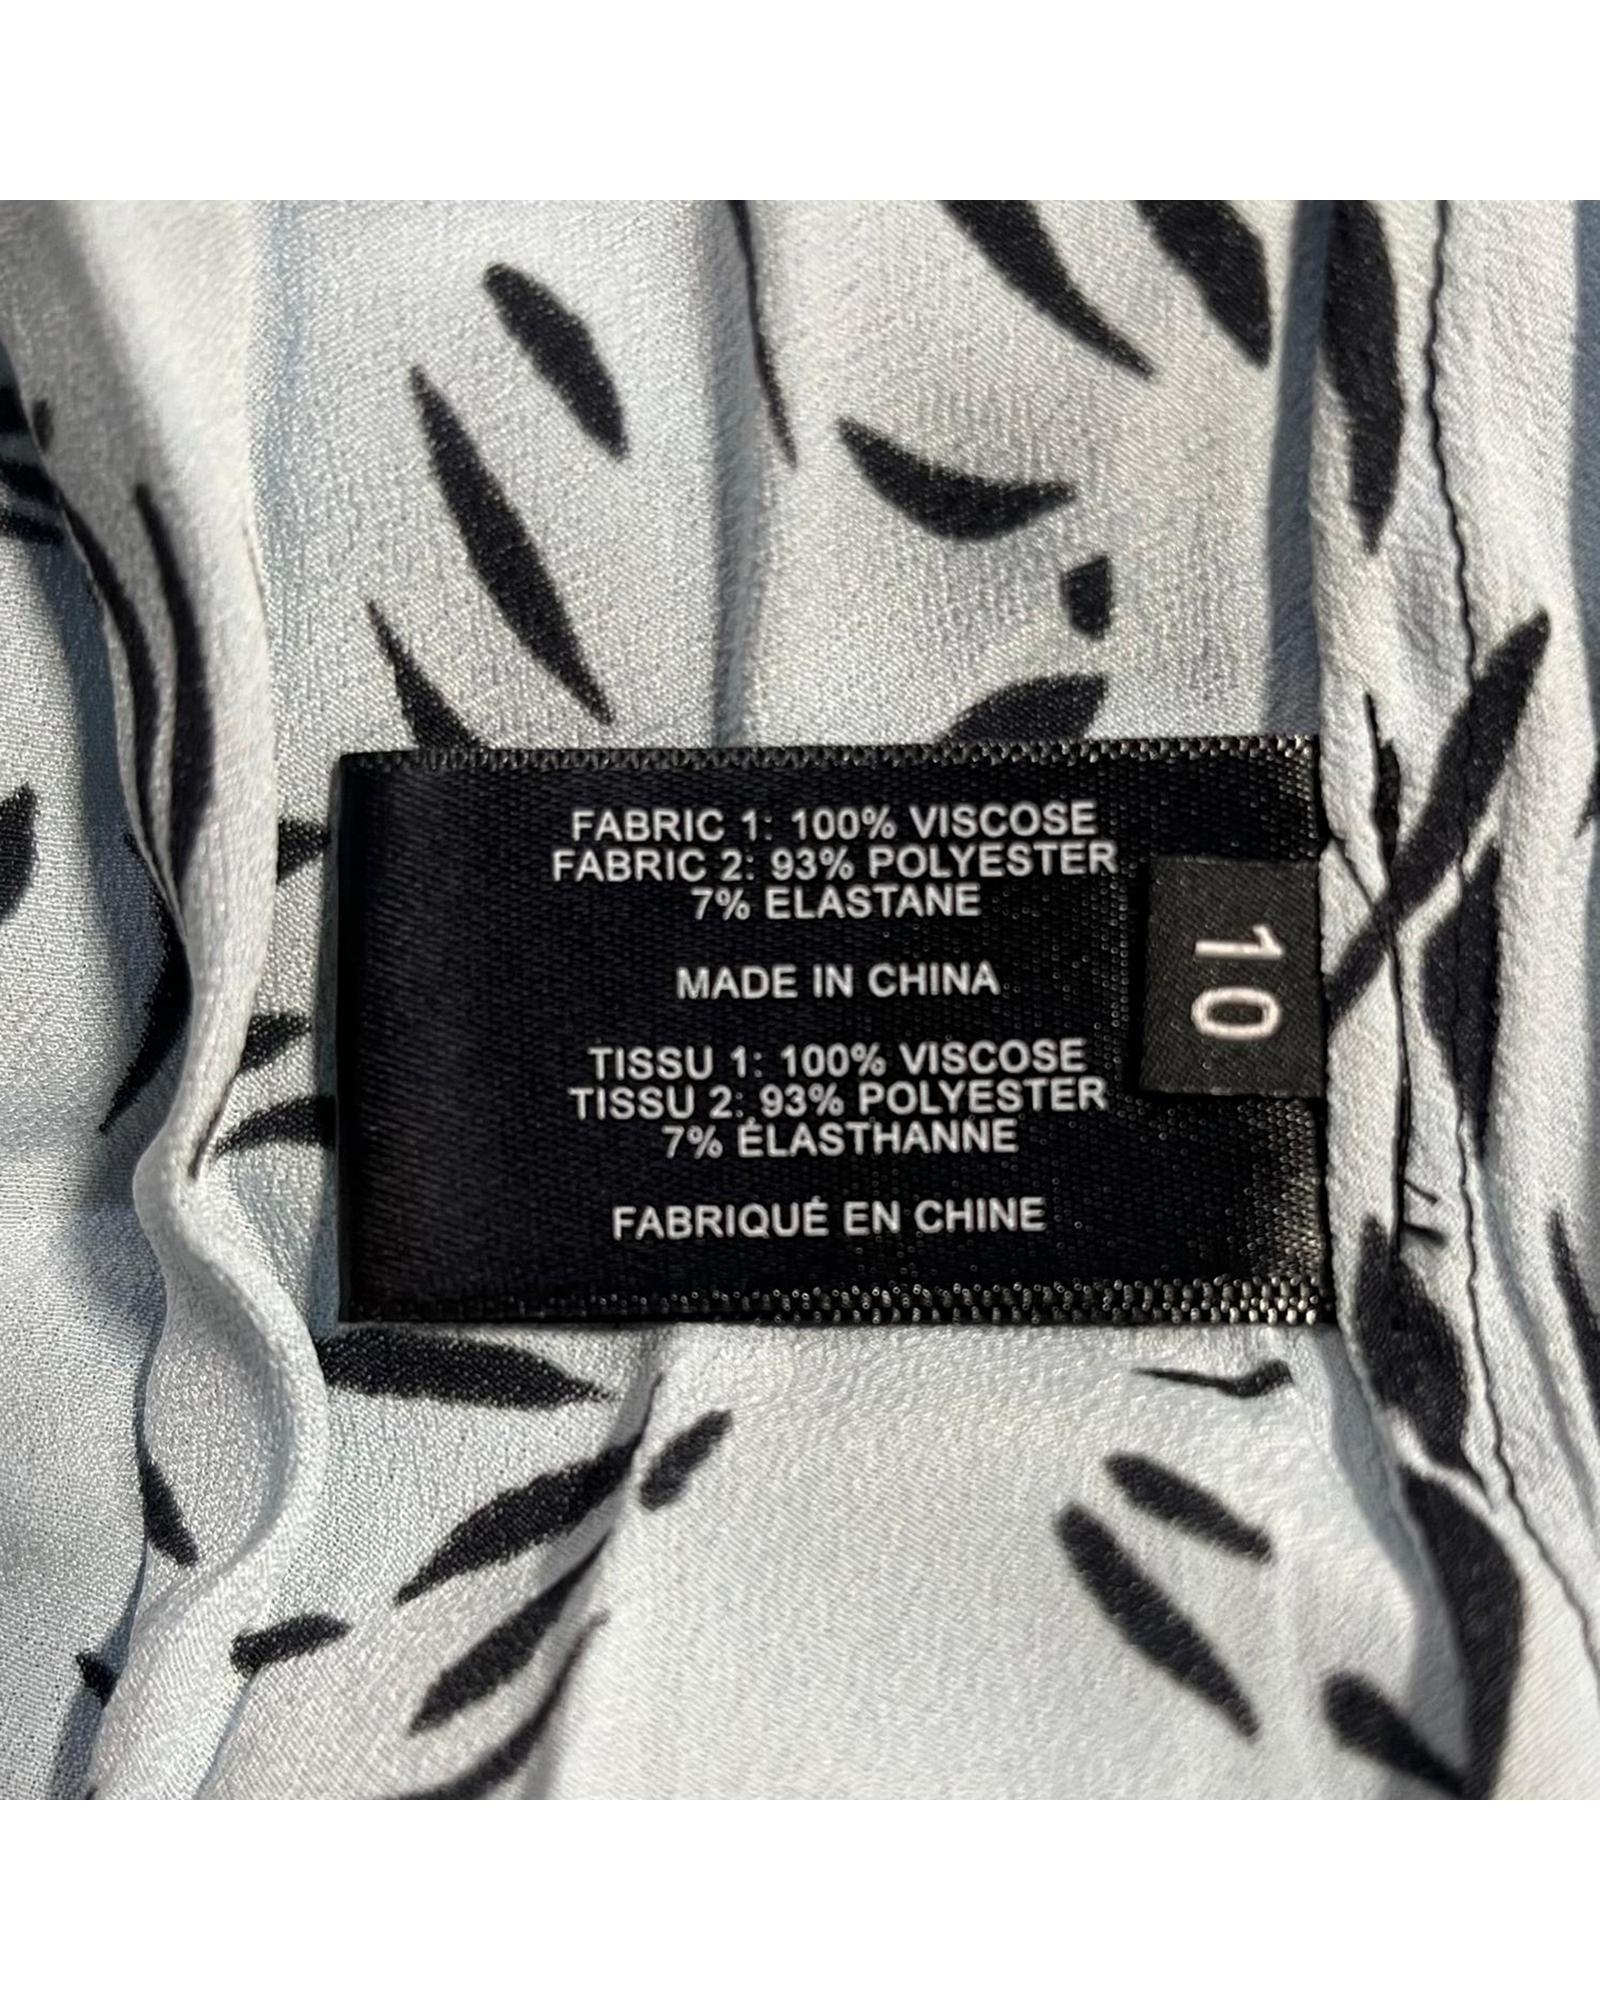 FABRIC 1: 100% VISCOSE
FABRIC 2: 93% POLYESTER
7% ELASTANE
MADE IN CHINA
TISSU 1: 100% VISCOSE
TISSU 2: 93% POLYESTER
7% ÉLASTHANNE
FABRIQUÉ EN CHINE
10